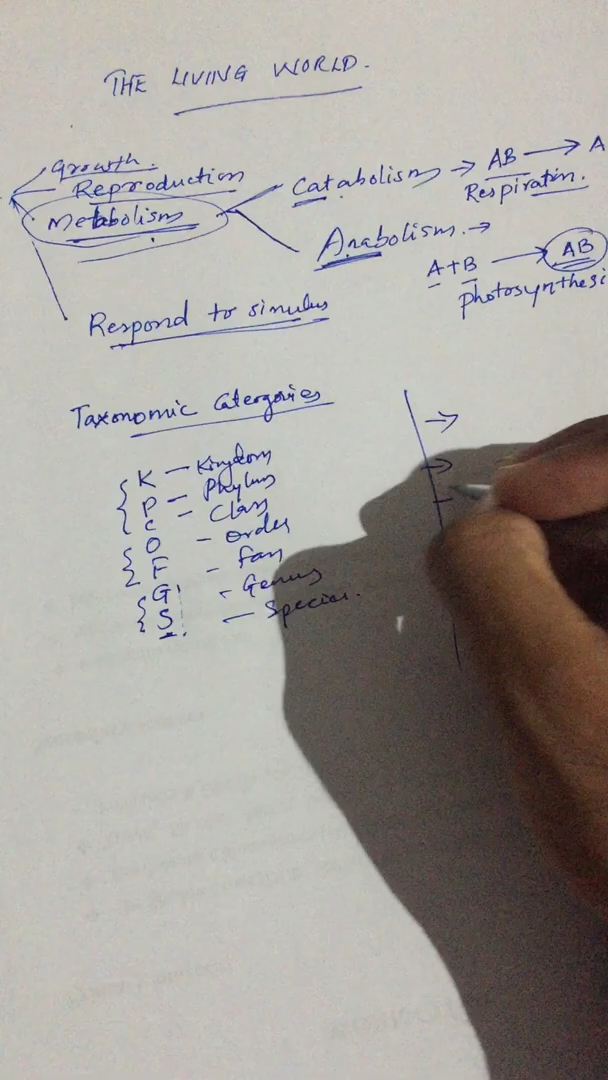 THE LIVING WORLD.
Growth.
Reproduction
Metabolism
Catabolism → AB → A
Respiration.
Anabolism. →
A+B → AB
Photosynthesi
Respond to simulus
Taxonomic Catergories
K — Kingdom
P — Phylum
C — Class
O — Order
F — Fam
G — Genus
S — Species.